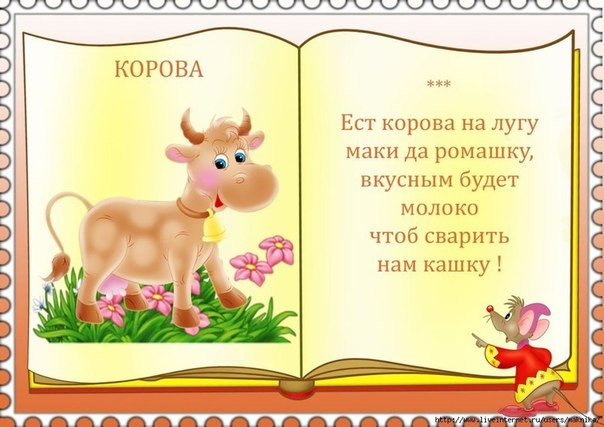 КОРОВА
***
Ест корова на лугу
маки да ромашку,
вкусным будет
молоко
чтоб сварить
нам кашку !
http://www.liveinternet.ru/users/maknika/